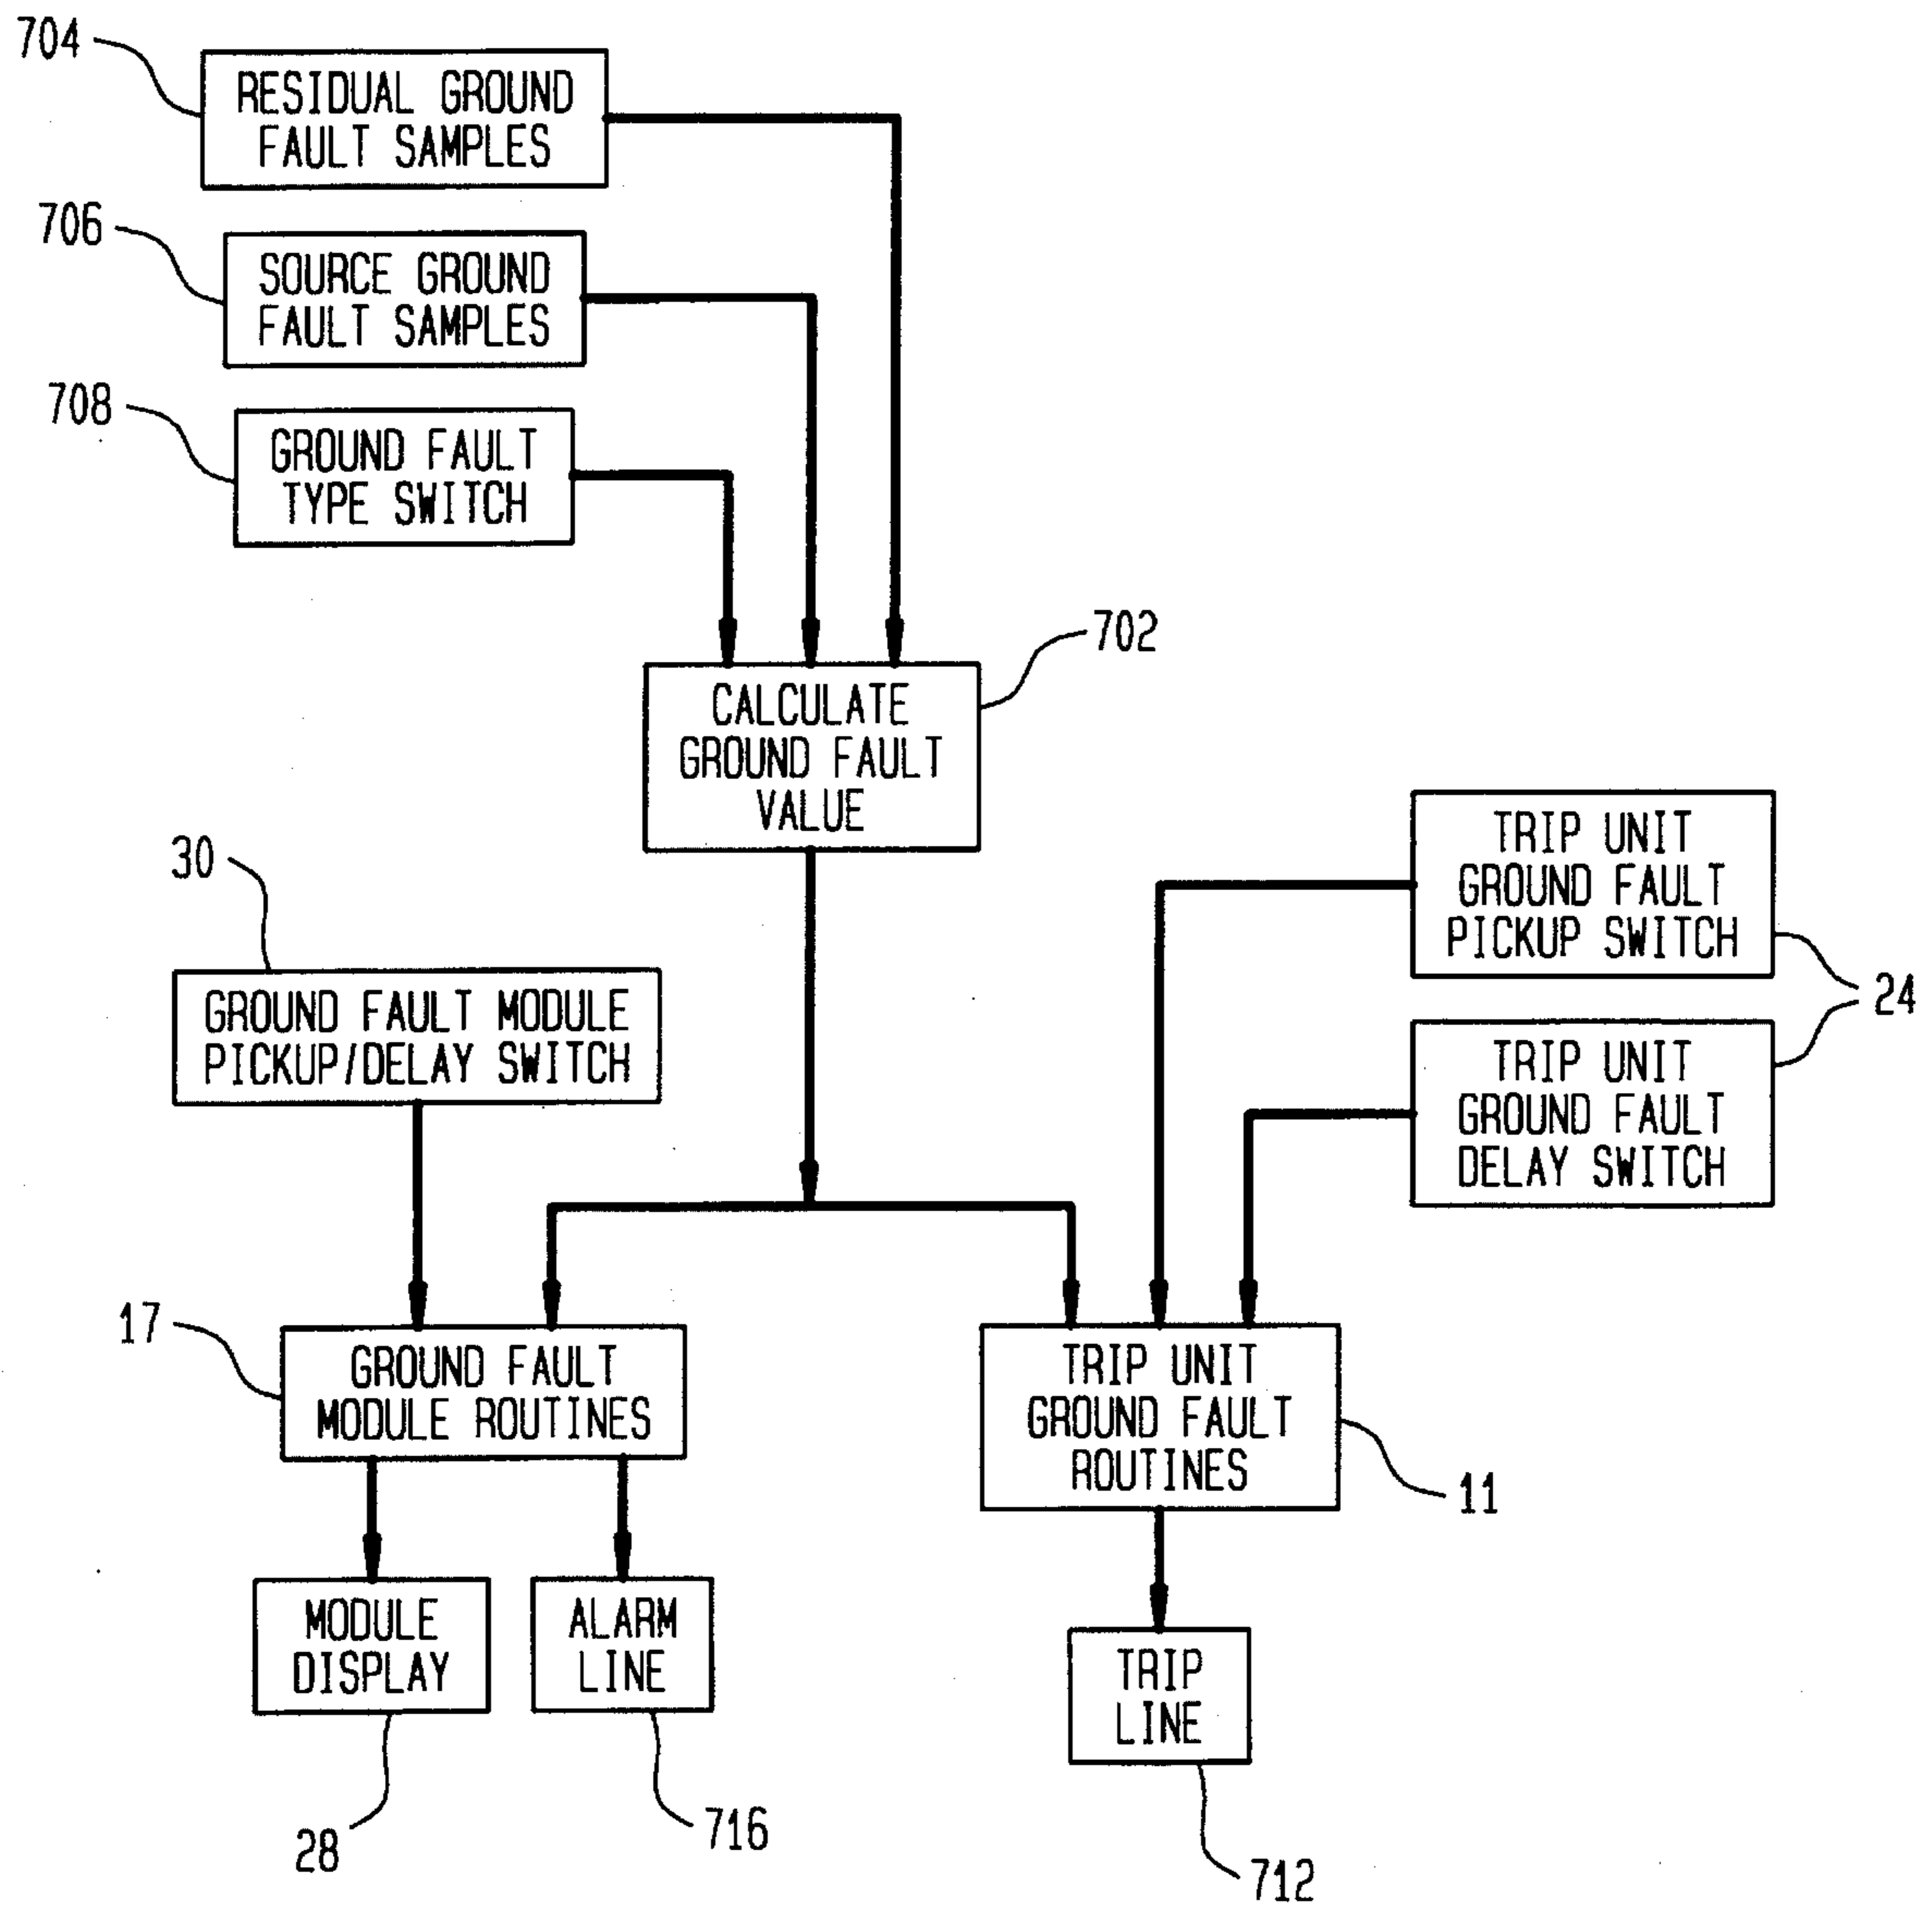 704
RESIDUAL GROUND
FAULT SAMPLES
706
SOURCE GROUND
FAULT SAMPLES
708
GROUND FAULT
TYPE SWITCH
702
CALCULATE
GROUND FAULT
VALUE
TRIP UNIT
GROUND FAULT
PICKUP SWITCH
24
30
GROUND FAULT MODULE
PICKUP/DELAY SWITCH
TRIP UNIT
GROUND FAULT
DELAY SWITCH
17
GROUND FAULT
MODULE ROUTINES
TRIP UNIT
GROUND FAULT
ROUTINES
11
MODULE
DISPLAY
28
ALARM
LINE
716
TRIP
LINE
712